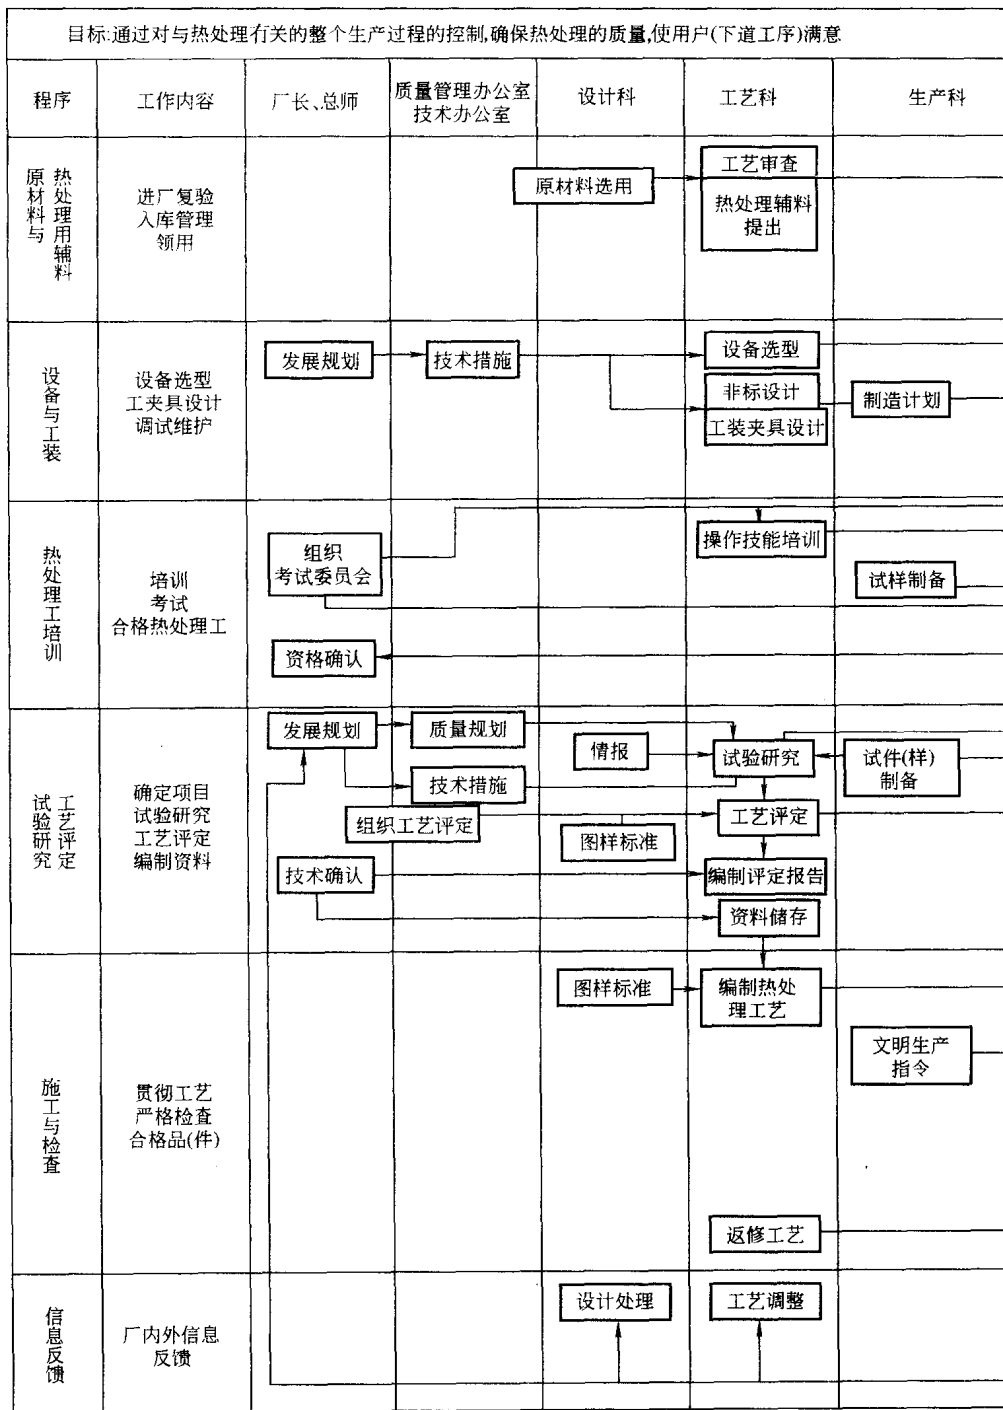 目标:通过对与热处理有关的整个生产过程的控制,确保热处理的质量,使用户(下道工序)满意
程序
工作内容
厂长、总师
质量管理办公室
技术办公室
设计科
工艺科
生产科
原材料与
热处理用辅料
进厂复验
入库管理
领用
原材料选用
工艺审查
热处理辅料
提出
设备与工装
设备选型
工夹具设计
调试维护
发展规划
技术措施
设备选型
非标设计
工装夹具设计
制造计划
热处理工培训
培训
考试
合格热处理工
组织
考试委员会
操作技能培训
试样制备
资格确认
试验研究
工艺评定
确定项目
试验研究
工艺评定
编制资料
发展规划
质量规划
情报
试验研究
试件(样)
制备
技术措施
组织工艺评定
图样标准
工艺评定
技术确认
编制评定报告
资料储存
施工与检查
贯彻工艺
严格检查
合格品(件)
图样标准
编制热处
理工艺
文明生产
指令
返修工艺
信息反馈
厂内外信息
反馈
设计处理
工艺调整